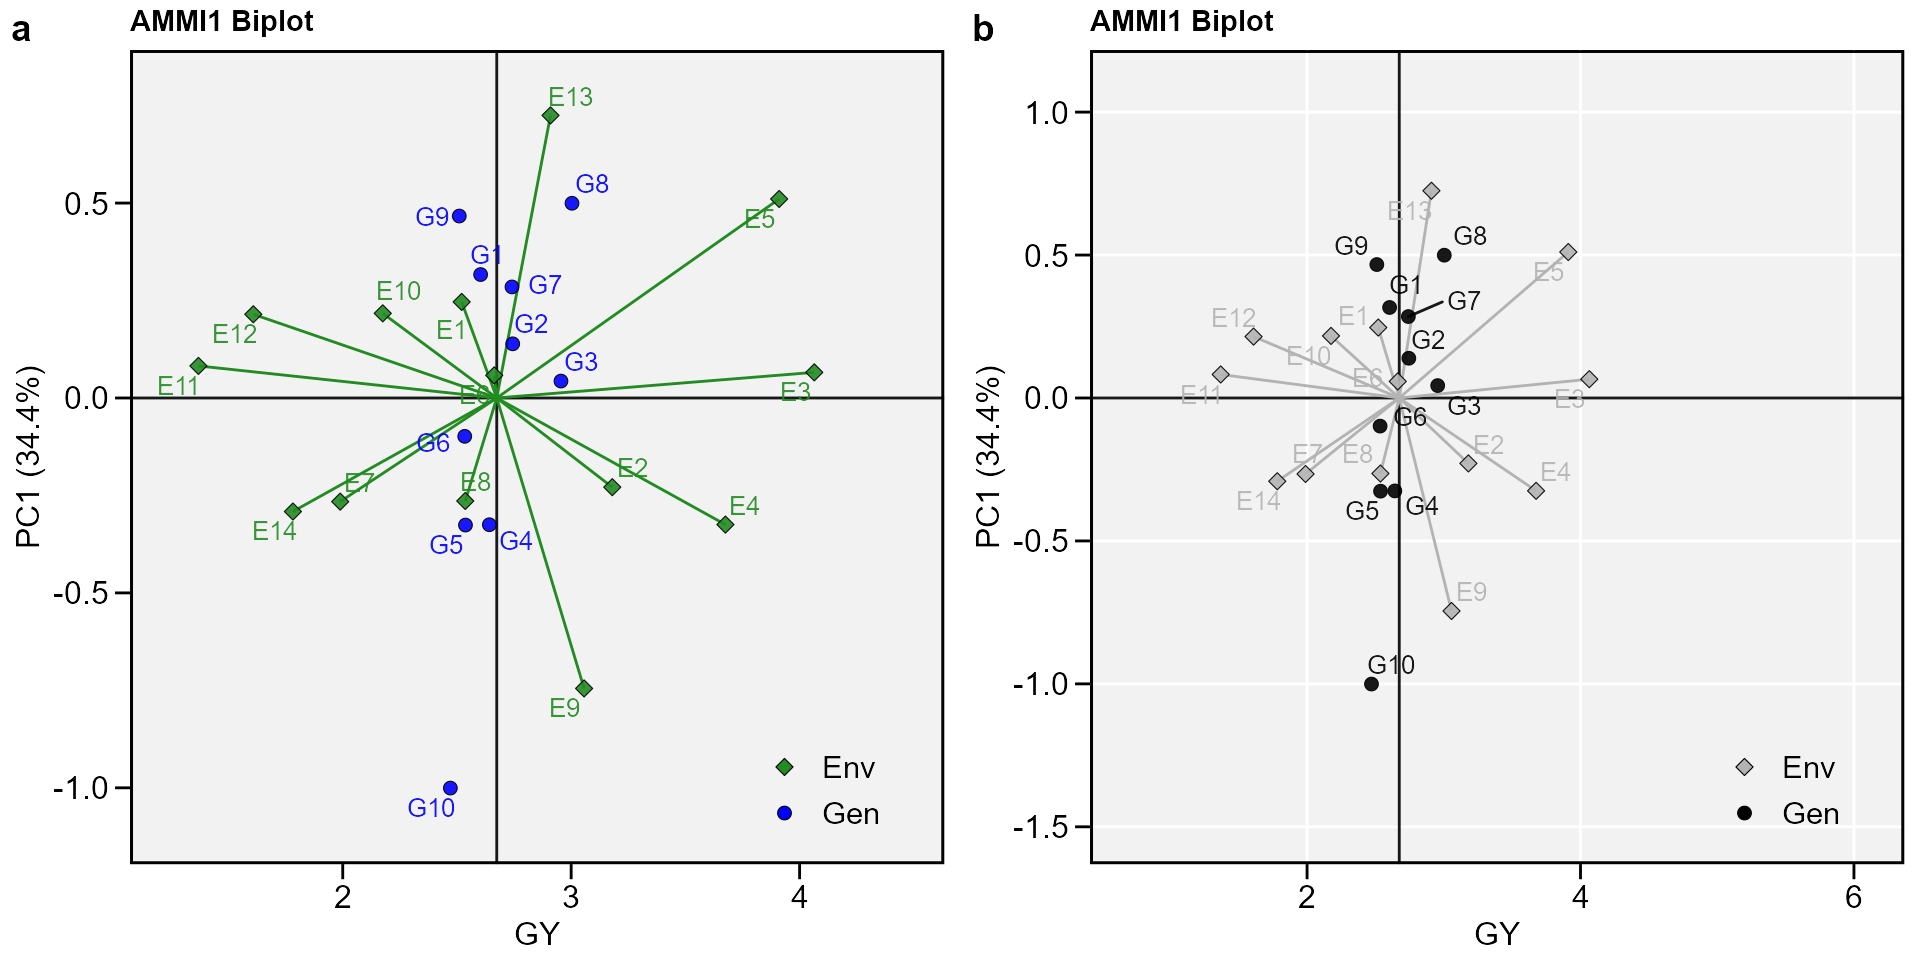 a
AMMI1 Biplot
E13
G8
0.5
G9
E5
G1
G7
E10
E1
E12
G2
G3
E11
E6
E3
0.0
PC1 (34.4%)
G6
E2
E7
E8
E4
E14
G5
G4
-0.5
E9
Env
-1.0
G10
Gen
2
3
4
GY
b
AMMI1 Biplot
1.0
E13
G9
G8
0.5
E5
G1
G7
E12
E1
G2
E10
E6
E11
E3
0.0
G3
PC1 (34.4%)
G6
E2
E7
E8
E4
E14
G5
G4
-0.5
E9
G10
-1.0
Env
Gen
-1.5
2
4
6
GY